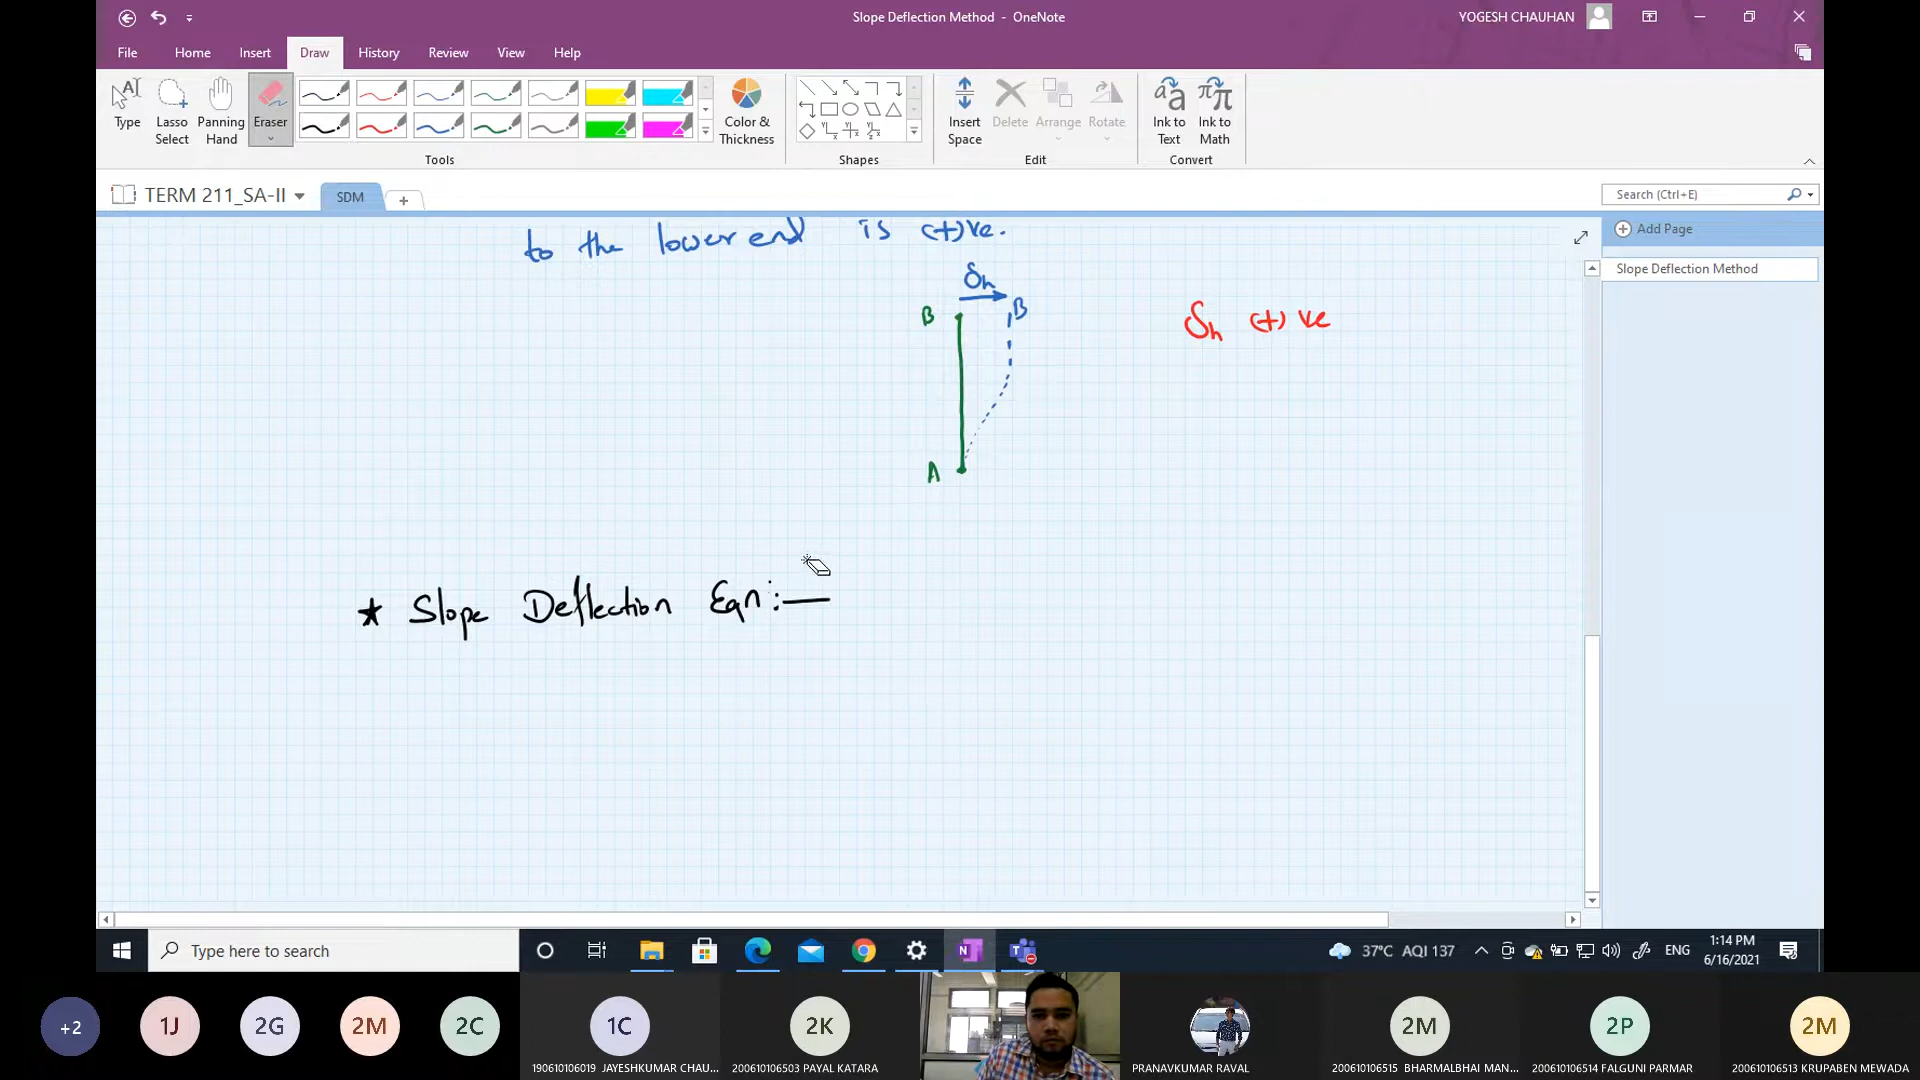 Slope Deflection Method - OneNote
YOGESH CHAUHAN
File Home Insert Draw History Review View Help
Type
Lasso Select
Panning Hand
Eraser
Color & Thickness
Insert Space
Delete
Arrange
Rotate
Ink to Text
Ink to Math
Tools
Shapes
Edit
Convert
TERM 211_SA-II
SDM
Search (Ctrl+E)
Add Page
Slope Deflection Method
to the lower end is (+)ve.
δh
B
B
δh (+) ve
A
★ Slope Deflection Eqn:—
Type here to search
37°C AQI 137
ENG
1:14 PM
6/16/2021
+2
1J
2G
2M
2C
1C
2K
2M
2P
2M
190610106019 JAYESHKUMAR CHAU...
200610106503 PAYAL KATARA
PRANAVKUMAR RAVAL
200610106515 BHARMALBHAI MAN...
200610106514 FALGUNI PARMAR
200610106513 KRUPABEN MEWADA